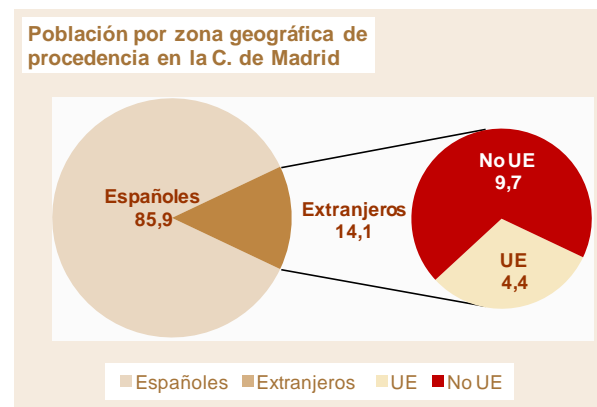 Población por zona geográfica de
procedencia en la C. de Madrid
Españoles
85,9
Extranjeros
14,1
No UE
9,7
UE
4,4
Españoles Extranjeros UE No UE